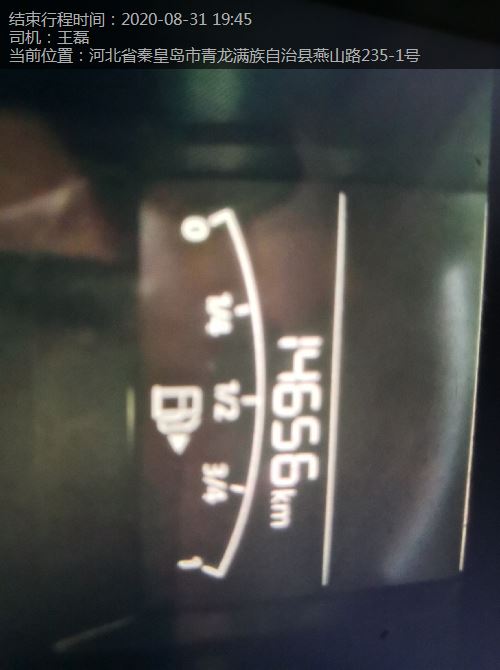 结束行程时间：2020-08-31 19:45
司机：王磊
当前位置：河北省秦皇岛市青龙满族自治县燕山路235-1号
14656km
0
1/4
1/2
3/4
1